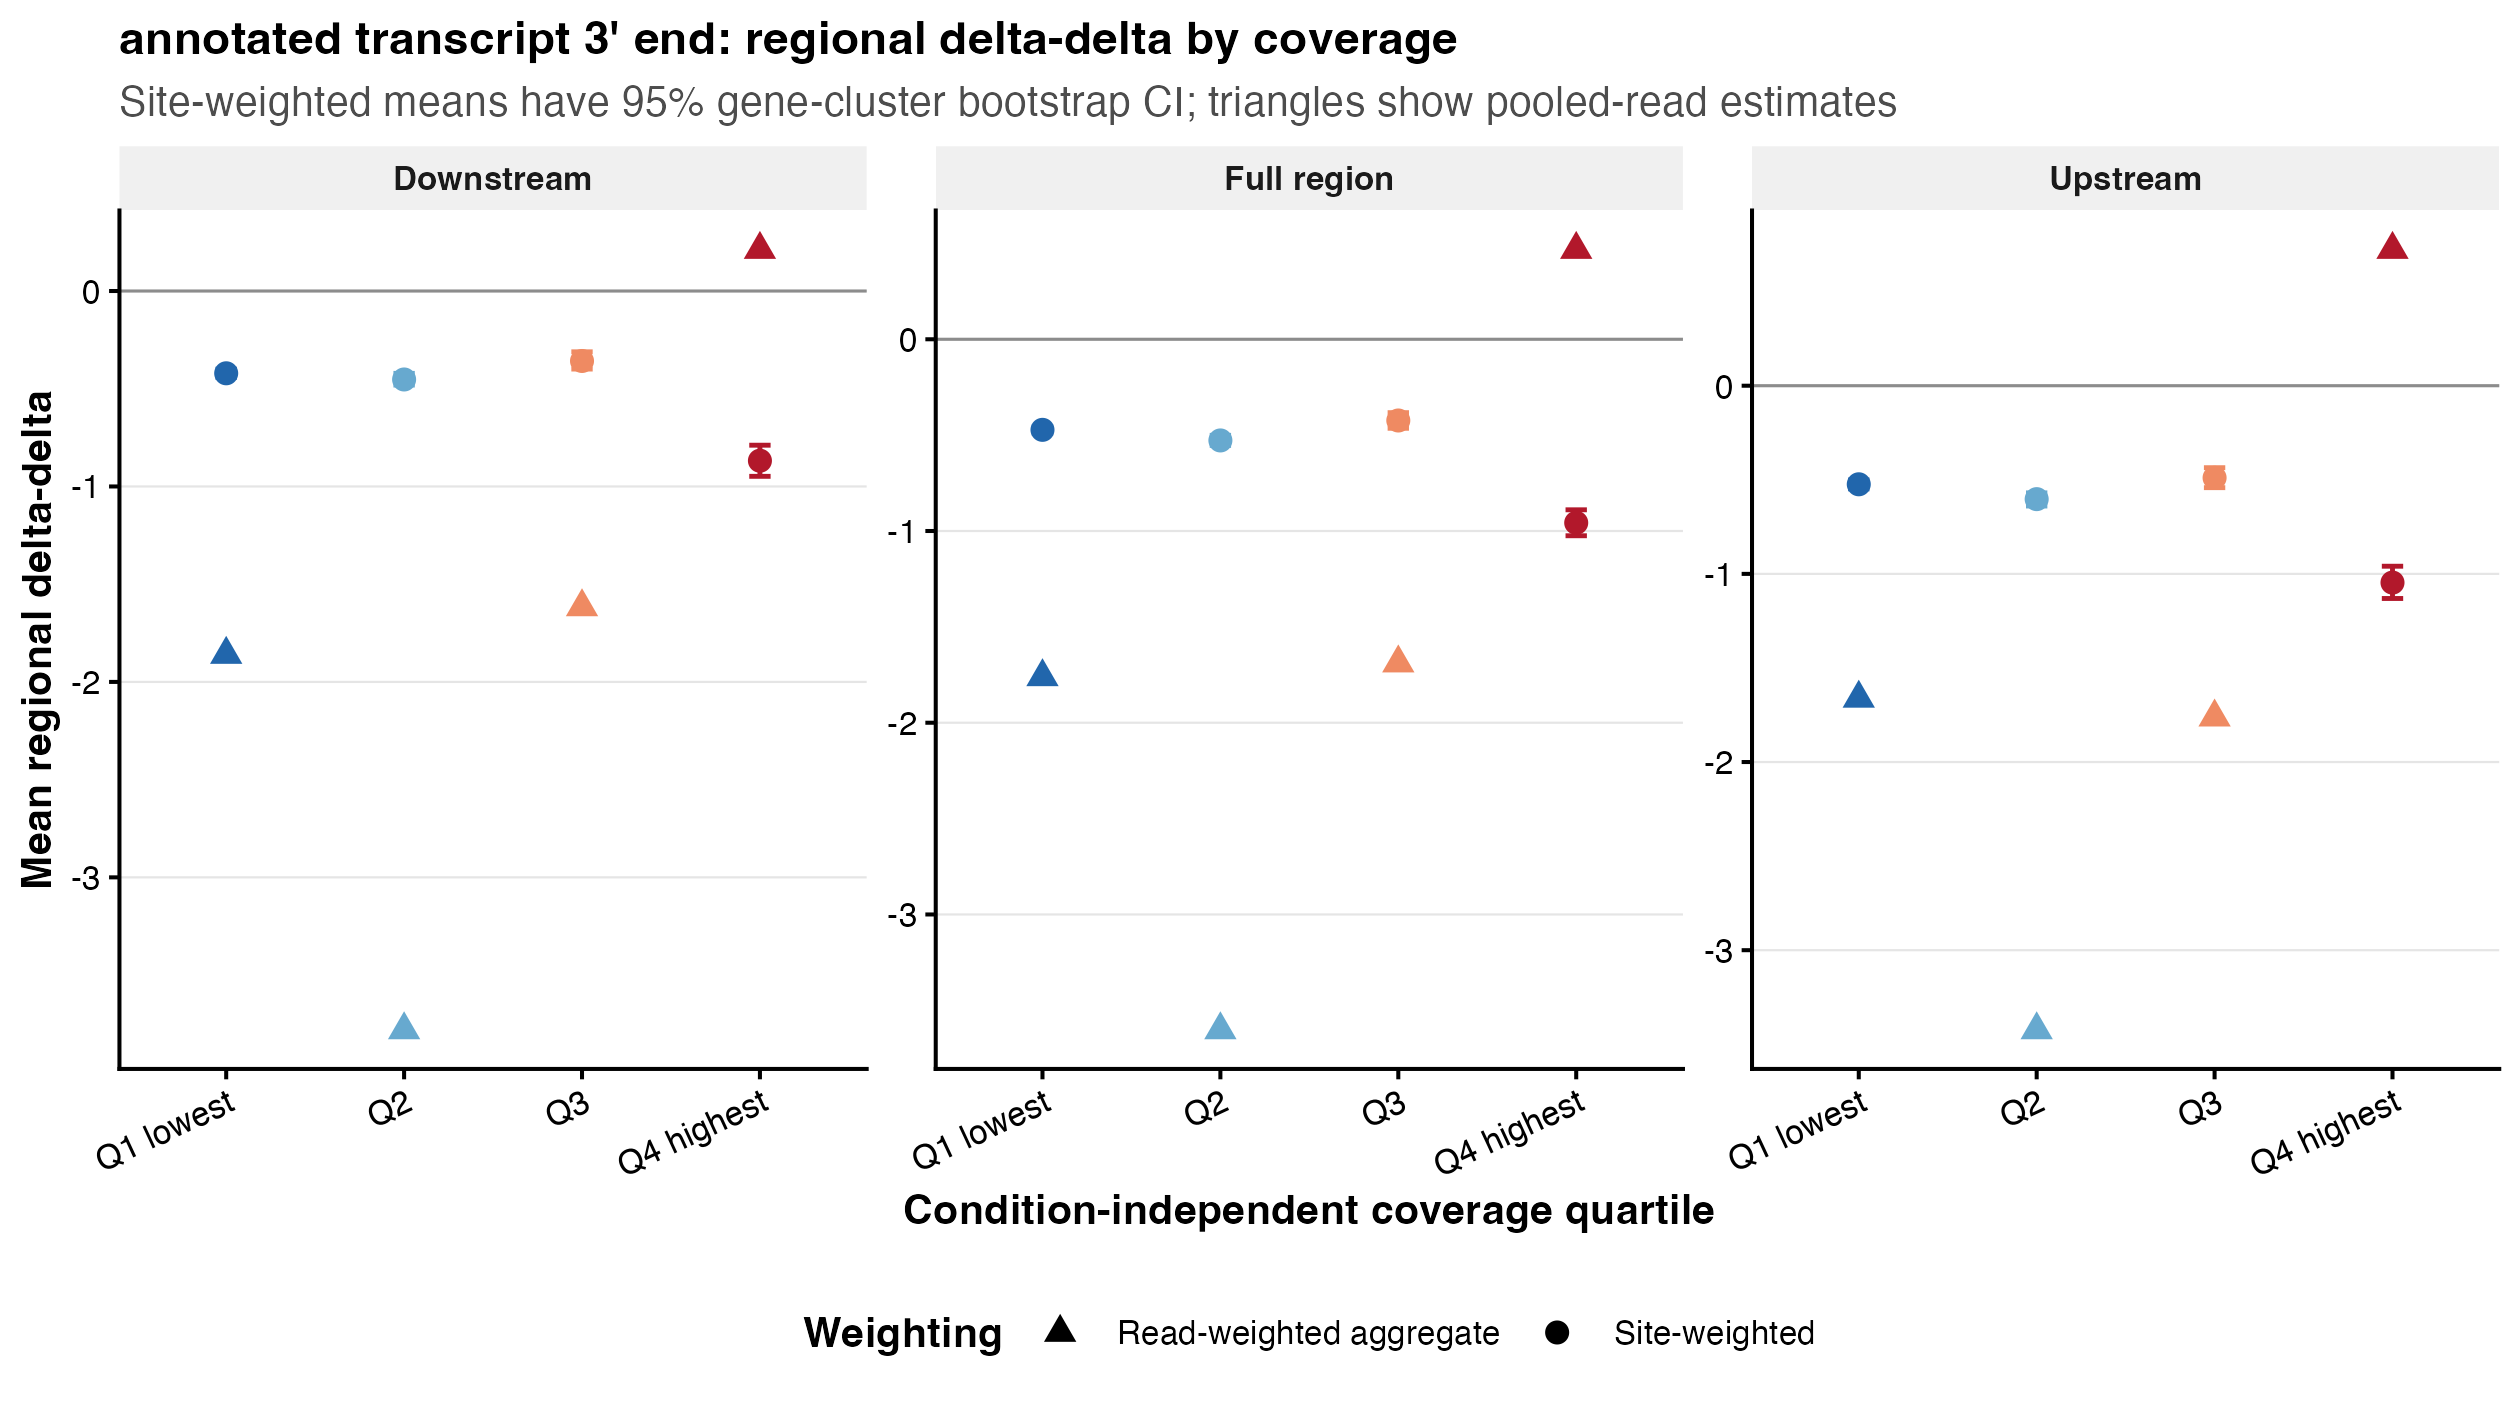 annotated transcript 3' end: regional delta-delta by coverage
Site-weighted means have 95% gene-cluster bootstrap CI; triangles show pooled-read estimates
Downstream
Full region
Upstream
Mean regional delta-delta
0
-1
-2
-3
0
-1
-2
-3
0
-1
-2
-3
Q1 lowest
Q2
Q3
Q4 highest
Q1 lowest
Q2
Q3
Q4 highest
Q1 lowest
Q2
Q3
Q4 highest
Condition-independent coverage quartile
Weighting
Read-weighted aggregate
Site-weighted